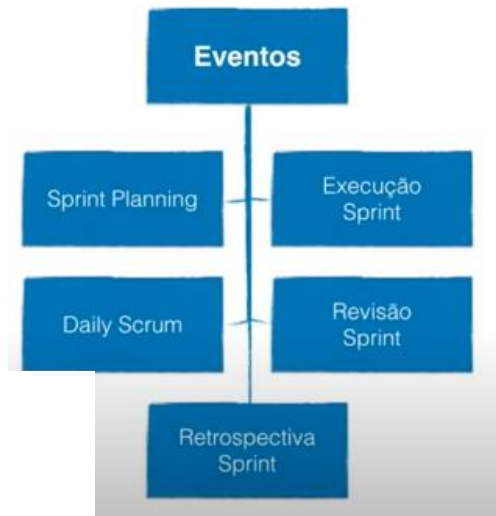 Eventos
Sprint Planning
Execução
Sprint
Daily Scrum
Revisão
Sprint
Retrospectiva
Sprint